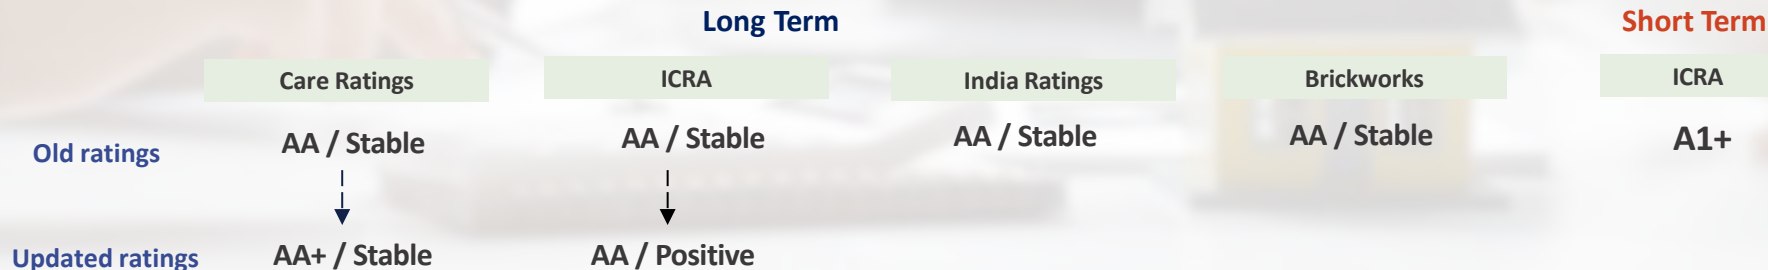 Long Term
Short Term
Care Ratings
ICRA
India Ratings
Brickworks
ICRA
Old ratings
AA / Stable
AA / Stable
AA / Stable
AA / Stable
A1+
Updated ratings
AA+ / Stable
AA / Positive